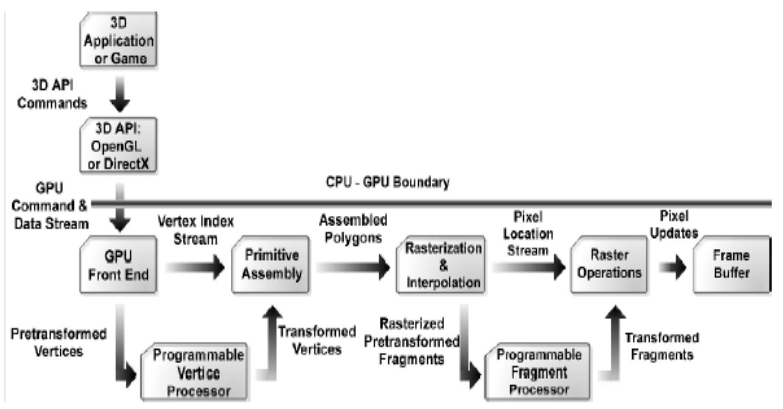 3D
Application
or Game
3D API
Commands
3D API:
OpenGL
or DirectX
CPU - GPU Boundary
GPU
Command &
Data Stream
Vertex Index
Stream
Assembled
Polygons
Pixel
Location
Stream
Pixel
Updates
GPU
Front End
Primitive
Assembly
Rasterization
&
Interpolation
Raster
Operations
Frame
Buffer
Pretransformed
Vertices
Transformed
Vertices
Rasterized
Pretransformed
Fragments
Transformed
Fragments
Programmable
Vertice
Processor
Programmable
Fragment
Processor